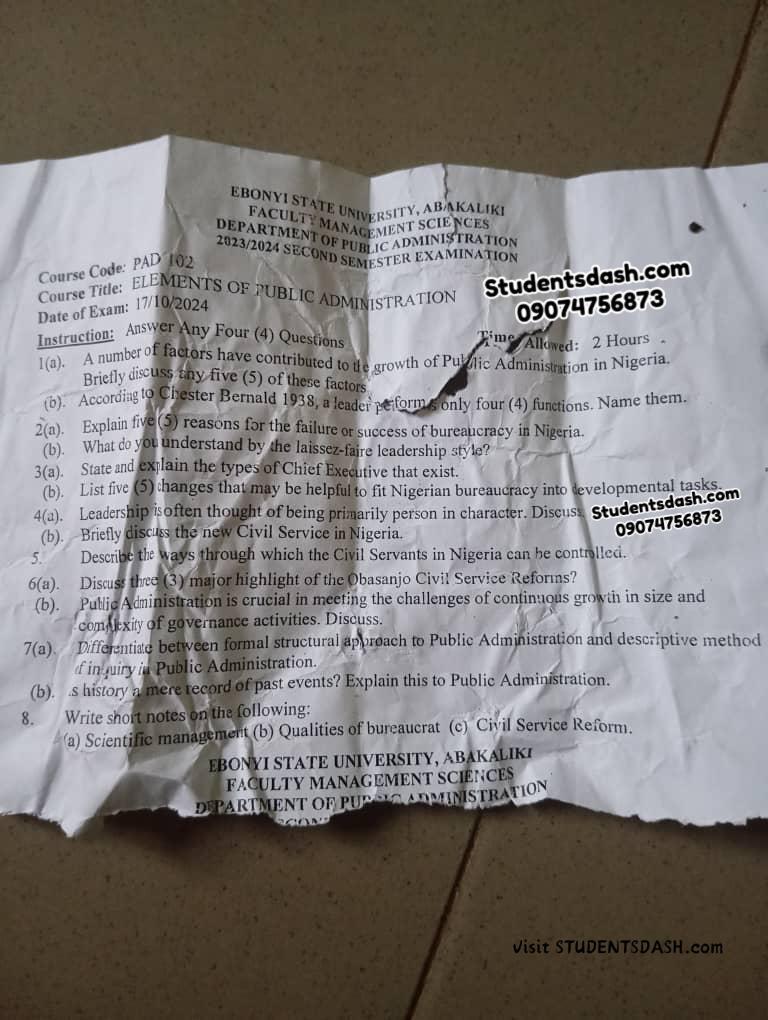 EBONYI STATE UNIVERSITY, ABAKALIKI
FACULTY MANAGEMENT SCIENCES
DEPARTMENT OF PUBLIC ADMINISTRATION
2023/2024 SECOND SEMESTER EXAMINATION
Course Code: PAD 102
Course Title: ELEMENTS OF PUBLIC ADMINISTRATION
Date of Exam: 17/10/2024
Studentsdash.com
09074756873
Instruction: Answer Any Four (4) Questions Time Allowed: 2 Hours
1(a). A number of factors have contributed to the growth of Public Administration in Nigeria.
Briefly discuss any five (5) of these factors
(b). According to Chester Bernald 1938, a leader performs only four (4) functions. Name them.
2(a). Explain five (5) reasons for the failure or success of bureaucracy in Nigeria.
(b). What do you understand by the laissez-faire leadership style?
3(a). State and explain the types of Chief Executive that exist.
(b). List five (5) changes that may be helpful to fit Nigerian bureaucracy into developmental tasks.
4(a). Leadership is often thought of being primarily person in character. Discuss.
Studentsdash.com
09074756873
(b). Briefly discuss the new Civil Service in Nigeria.
5. Describe the ways through which the Civil Servants in Nigeria can be controlled.
6(a). Discuss three (3) major highlight of the Obasanjo Civil Service Reforms?
(b). Public Administration is crucial in meeting the challenges of continuous growth in size and
complexity of governance activities. Discuss.
7(a). Differentiate between formal structural approach to Public Administration and descriptive method
of inquiry in Public Administration.
(b). s history a mere record of past events? Explain this to Public Administration.
8. Write short notes on the following:
(a) Scientific management (b) Qualities of bureaucrat (c) Civil Service Reform.
EBONYI STATE UNIVERSITY, ABAKALIKI
FACULTY MANAGEMENT SCIENCES
DEPARTMENT OF PUBLIC ADMINISTRATION
Visit STUDENTSDASH.com